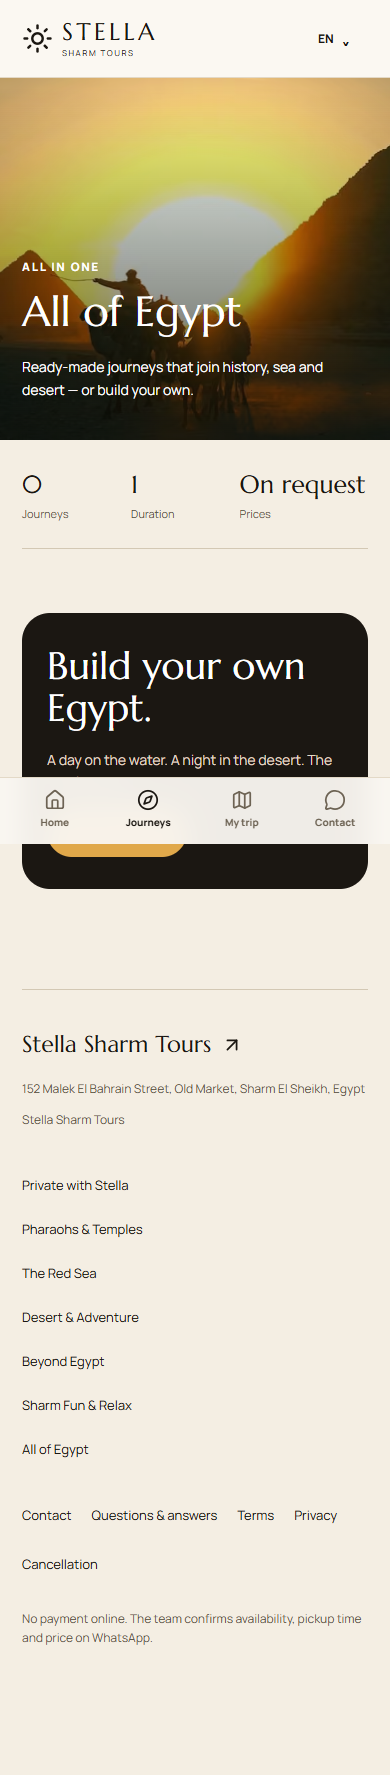 STELLA
SHARM TOURS
EN
ALL IN ONE
All of Egypt
Ready-made journeys that join history, sea and
desert — or build your own.
0
Journeys
1
Duration
On request
Prices
Build your own
Egypt.
A day on the water. A night in the desert. The
Home
Journeys
My trip
Contact
Stella Sharm Tours
152 Malek El Bahrain Street, Old Market, Sharm El Sheikh, Egypt
Stella Sharm Tours
Private with Stella
Pharaohs & Temples
The Red Sea
Desert & Adventure
Beyond Egypt
Sharm Fun & Relax
All of Egypt
Contact Questions & answers Terms Privacy
Cancellation
No payment online. The team confirms availability, pickup time
and price on WhatsApp.